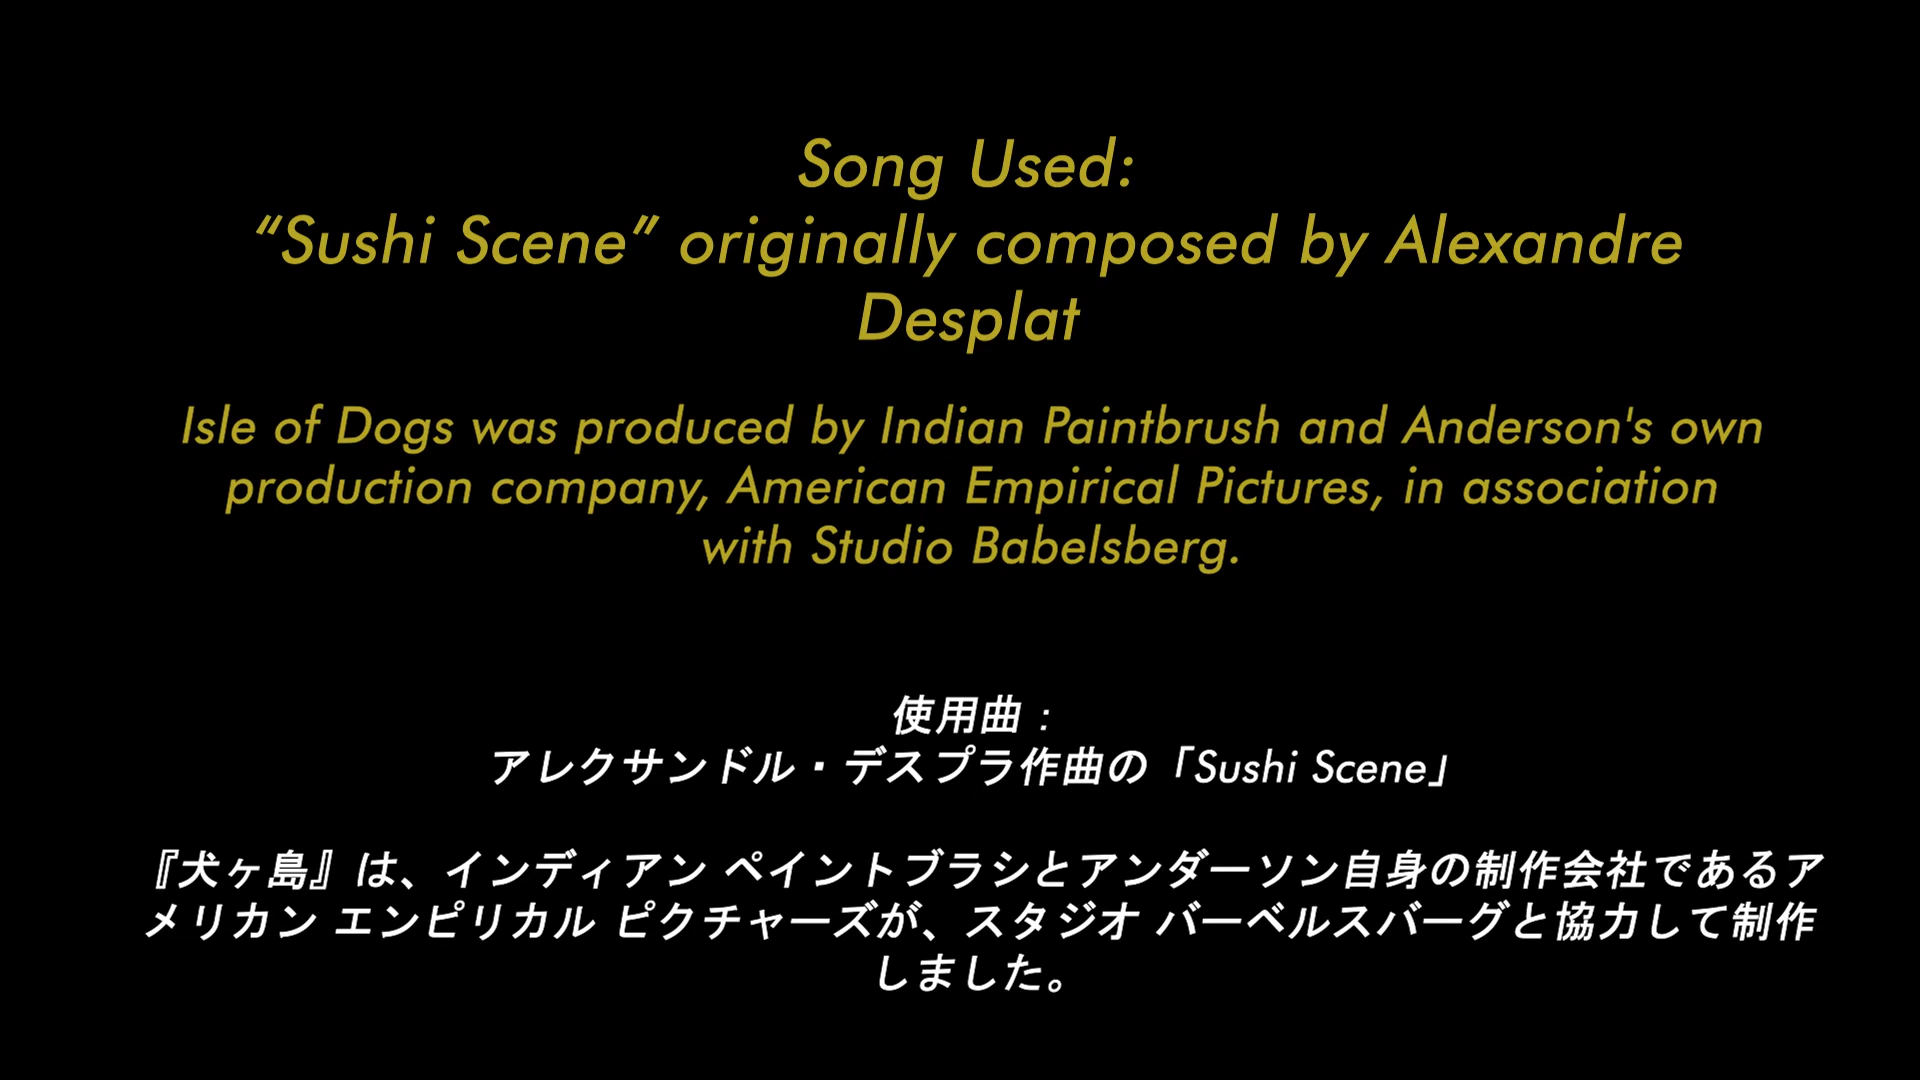 Song Used:
“Sushi Scene” originally composed by Alexandre
Desplat
Isle of Dogs was produced by Indian Paintbrush and Anderson's own
production company, American Empirical Pictures, in association
with Studio Babelsberg.
使用曲：
アレクサンドル・デスプラ作曲の「Sushi Scene」
『犬ヶ島』は、インディアン ペイントブラシとアンダーソン自身の制作会社であるア
メリカン エンピリカル ピクチャーズが、スタジオ バーベルスバーグと協力して制作
しました。